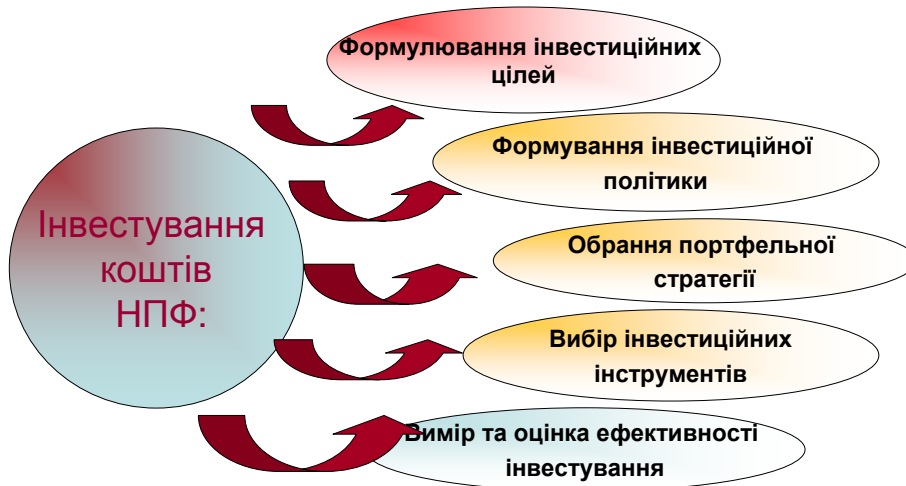 Формулювання інвестиційних
цілей
Формування інвестиційної
політики
Інвестування
коштів
НПФ:
Обрання портфельної
стратегії
Вибір інвестиційних
інструментів
Вимір та оцінка ефективності
інвестування